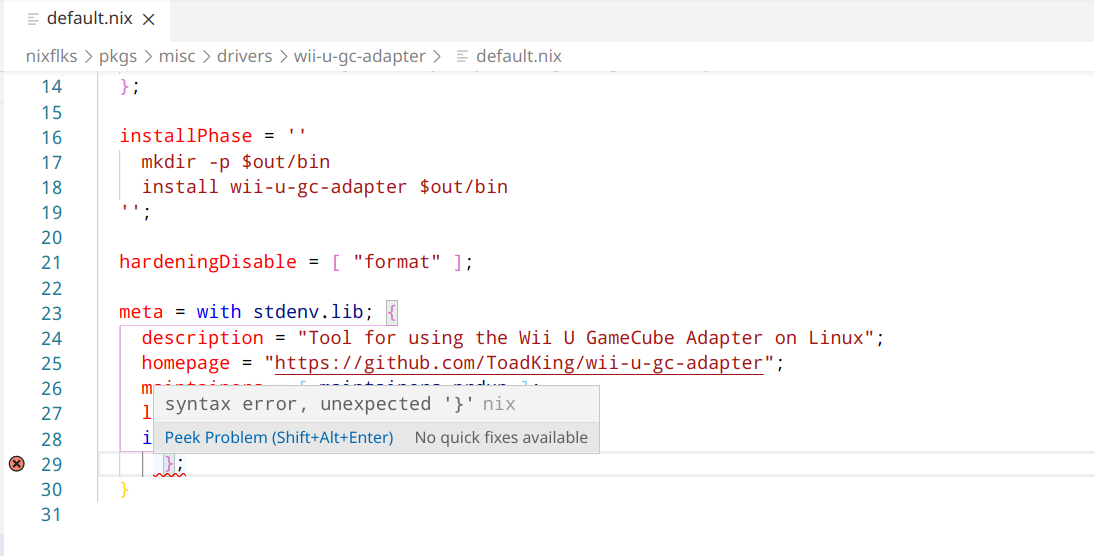 default.nix
nixflks > pkgs > misc > drivers > wii-u-gc-adapter > default.nix
14 };
15
16 installPhase = ''
17 mkdir -p $out/bin
18 install wii-u-gc-adapter $out/bin
19 '';
20
21 hardeningDisable = [ "format" ];
22
23 meta = with stdenv.lib; {
24 description = "Tool for using the Wii U GameCube Adapter on Linux";
25 homepage = "https://github.com/ToadKing/wii-u-gc-adapter";
26
syntax error, unexpected '}' nix
27 l
Peek Problem (Shift+Alt+Enter) No quick fixes available
28 i
29 };
30 }
31